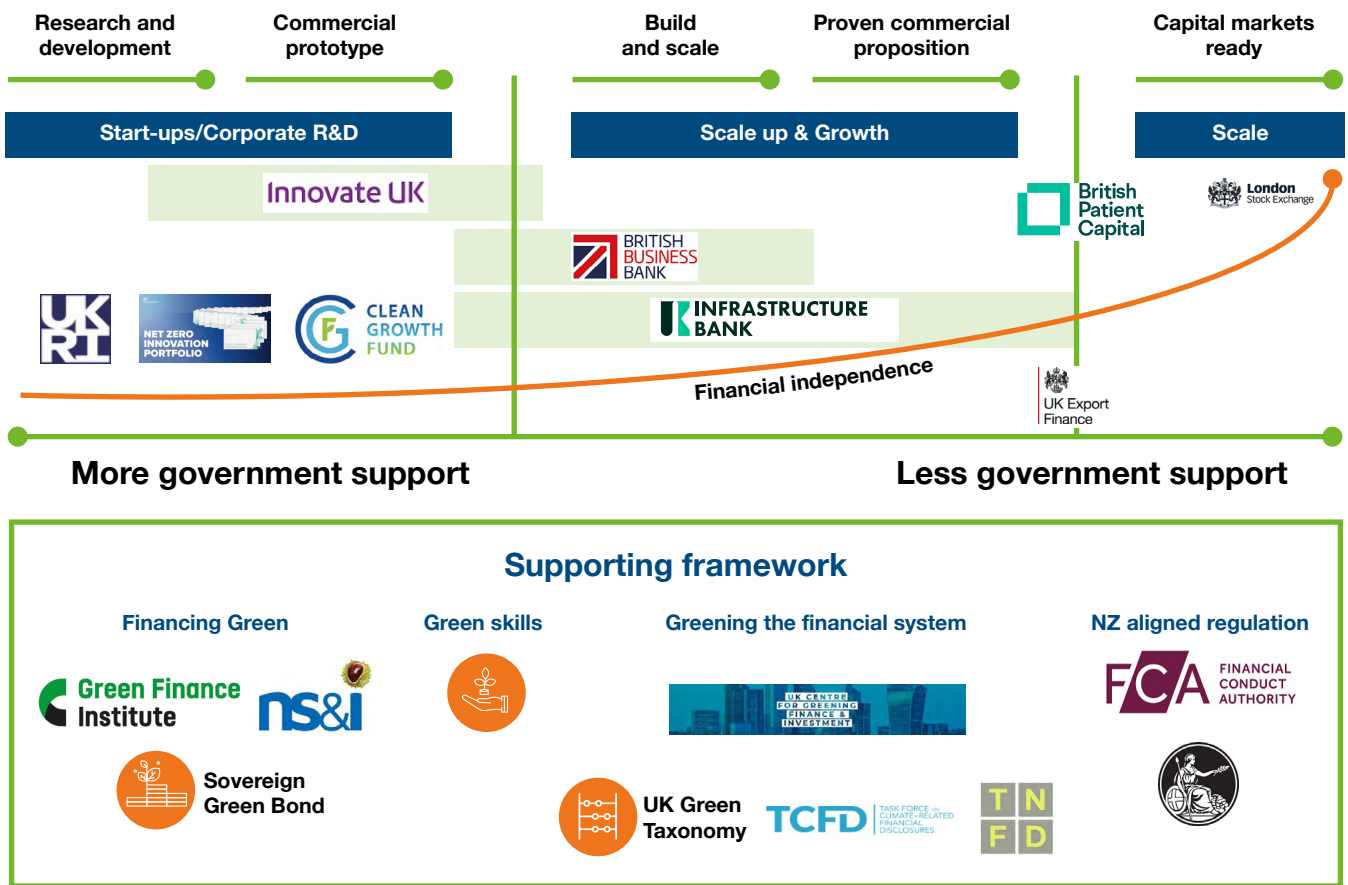 Research and
development
Commercial
prototype
Build
and scale
Proven commercial
proposition
Capital markets
ready
Start-ups/Corporate R&D
Scale up & Growth
Scale
Innovate UK
British
Patient
Capital
London
Stock Exchange
BRITISH
BUSINESS
BANK
UK
RI
NET ZERO
INNOVATION
PORTFOLIO
CGF
CLEAN
GROWTH
FUND
UK INFRASTRUCTURE
BANK
Financial independence
UK Export
Finance
More government support
Less government support
Supporting framework
Financing Green
Green skills
Greening the financial system
NZ aligned regulation
Green Finance
Institute
ns&i
UK CENTRE
FOR GREENING
FINANCE &
INVESTMENT
FCA
FINANCIAL
CONDUCT
AUTHORITY
Sovereign
Green Bond
UK Green
Taxonomy
TCFD
TASK FORCE on
CLIMATE-RELATED
FINANCIAL
DISCLOSURES
TN
FD